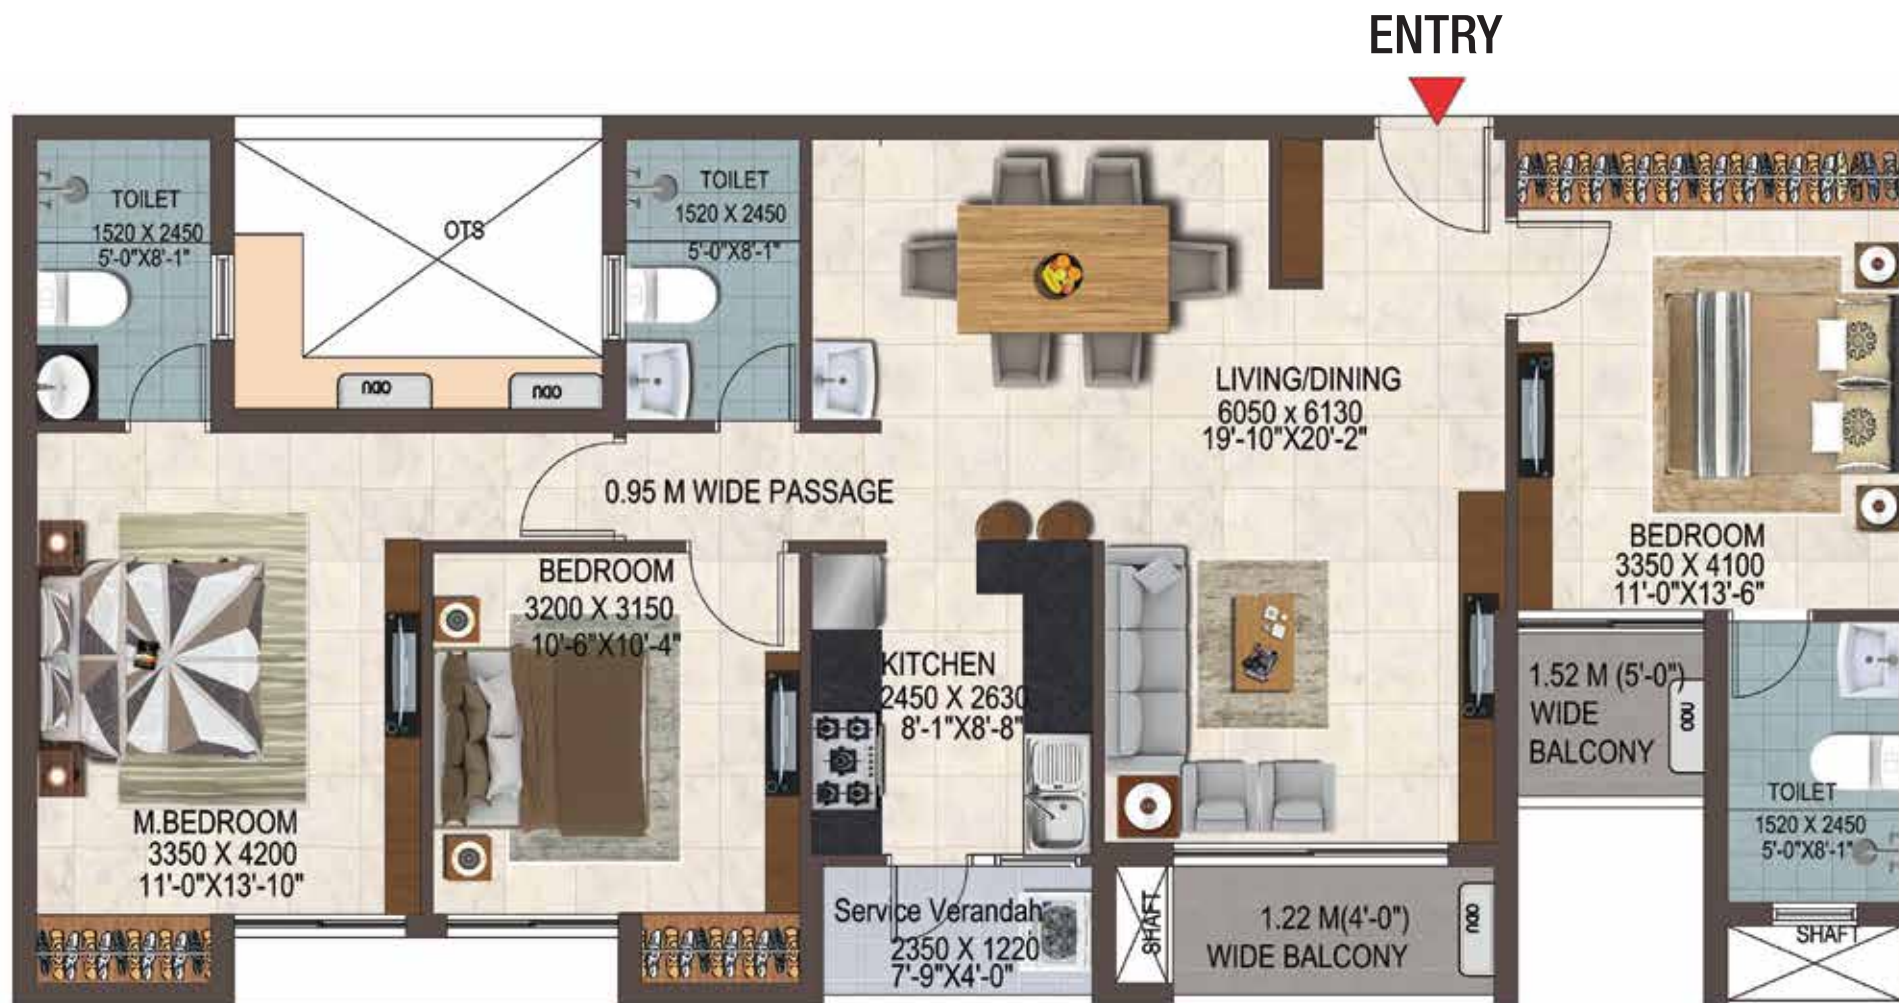 ENTRY
TOILET
1520 X 2450
5'-0"X8'-1"
OTS
ODU
ODU
TOILET
1520 X 2450
5'-0"X8'-1"
LIVING/DINING
6050 x 6130
19'-10"X20'-2"
0.95 M WIDE PASSAGE
BEDROOM
3350 X 4100
11'-0"X13'-6"
BEDROOM
3200 X 3150
10'-6"X10'-4"
KITCHEN
2450 X 2630
8'-1"X8'-8"
1.52 M (5'-0")
WIDE
BALCONY
ODU
M.BEDROOM
3350 X 4200
11'-0"X13'-10"
TOILET
1520 X 2450
5'-0"X8'-1"
Service Verandah
2350 X 1220
7'-9"X4'-0"
SHAFT
1.22 M(4'-0")
WIDE BALCONY
ODU
SHAFT